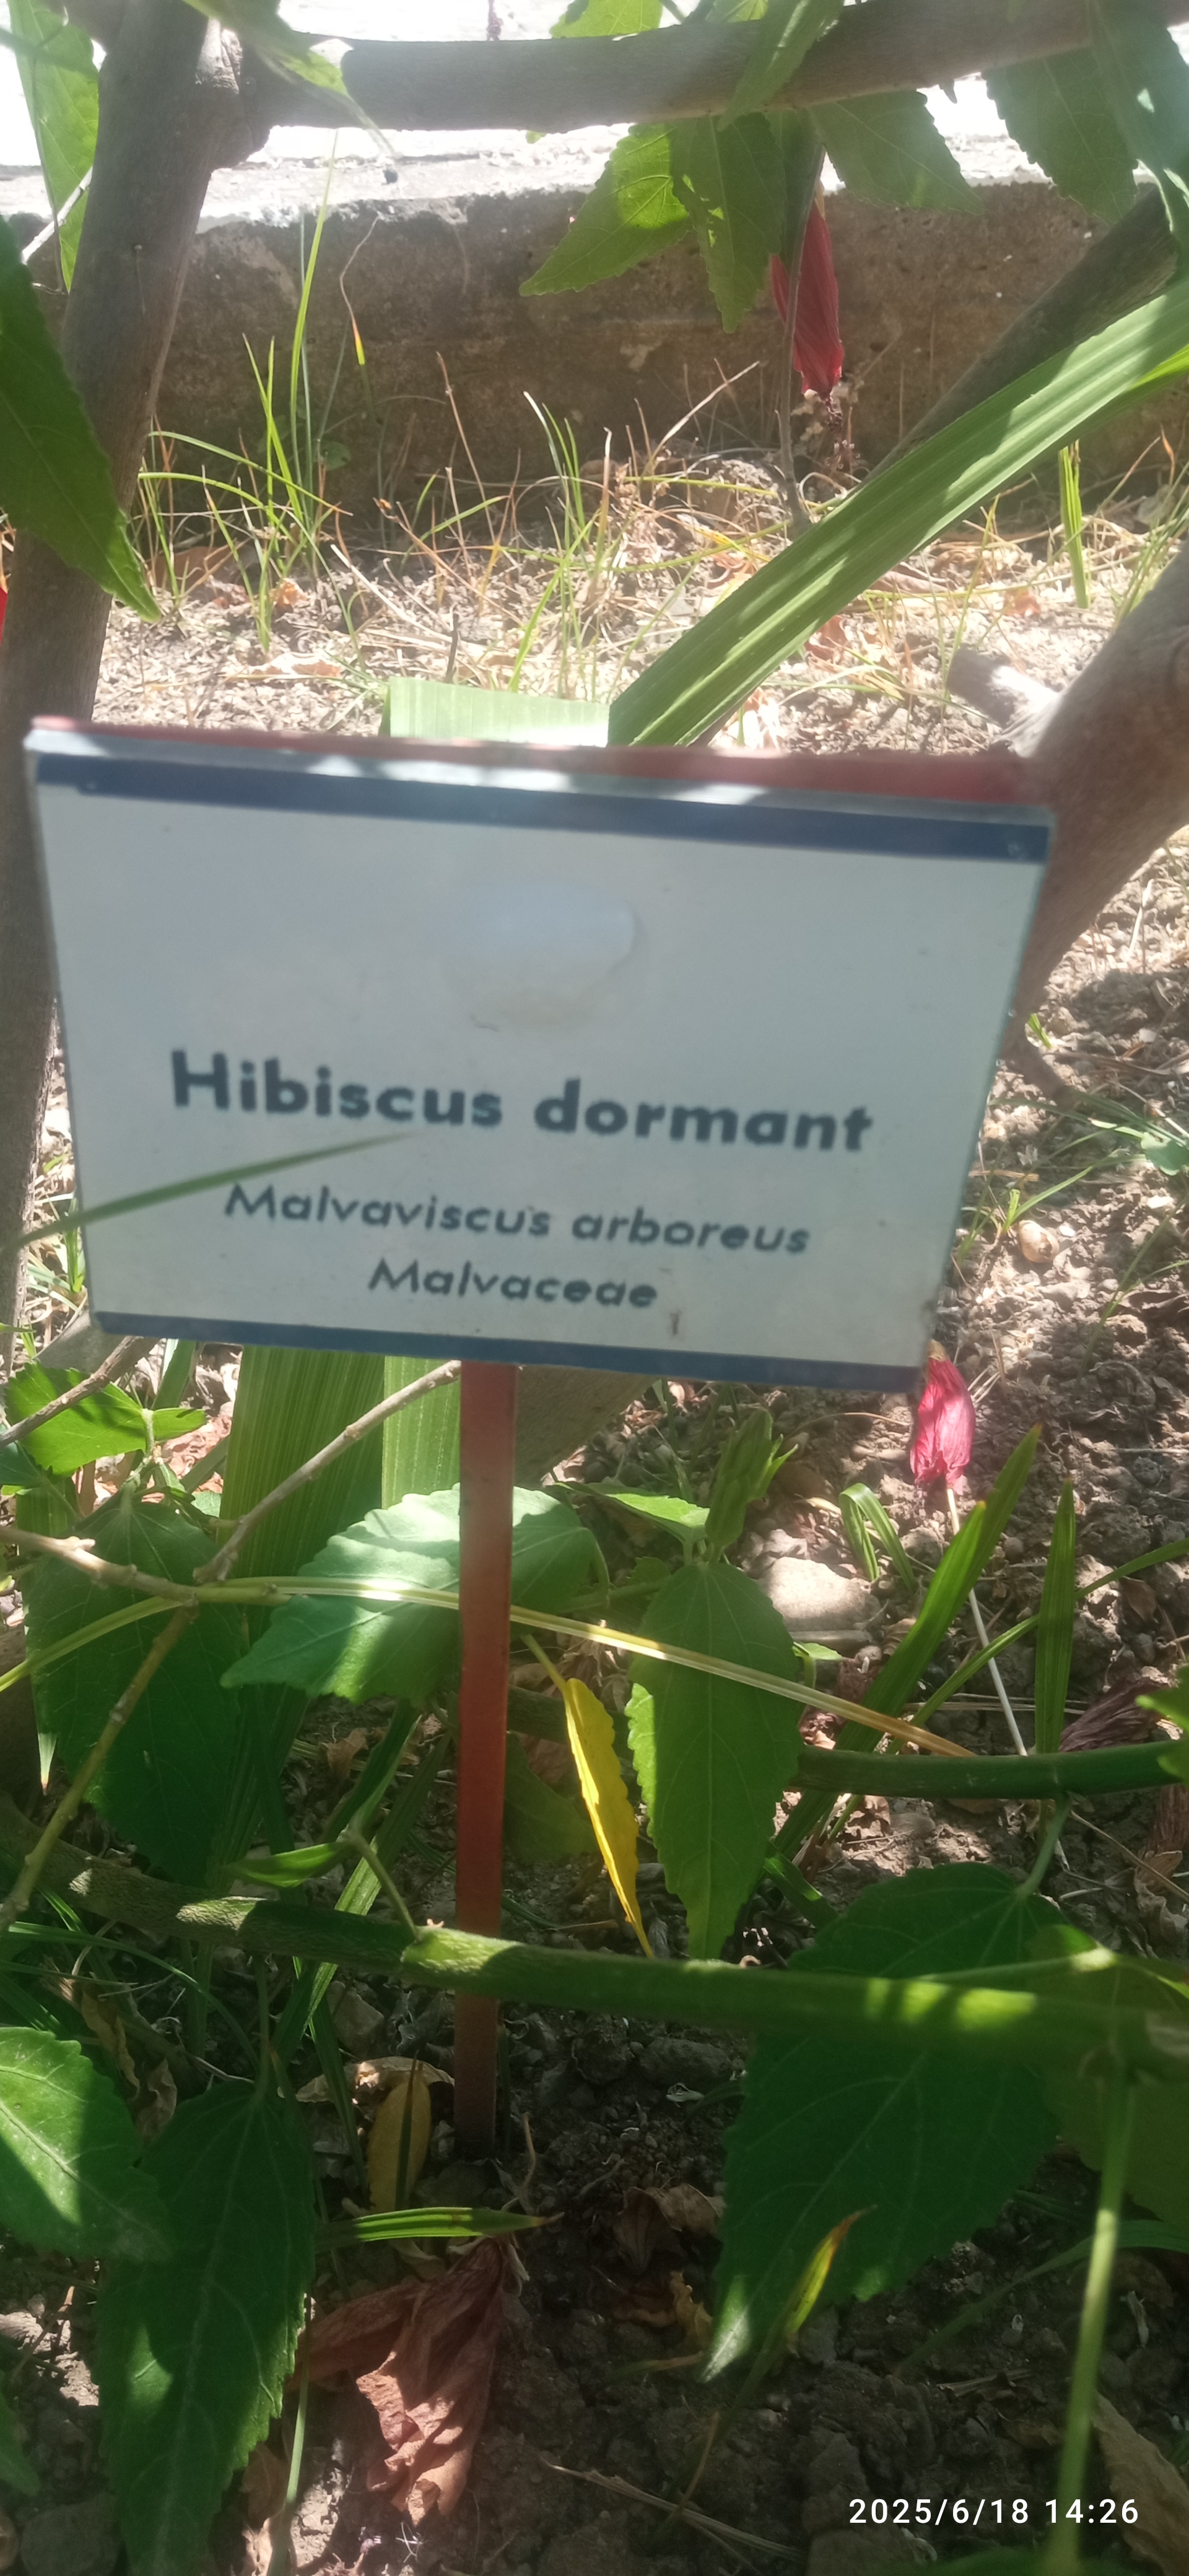 Hibiscus dormant
Malvaviscus arboreus
Malvaceae
2025/6/18 14:26